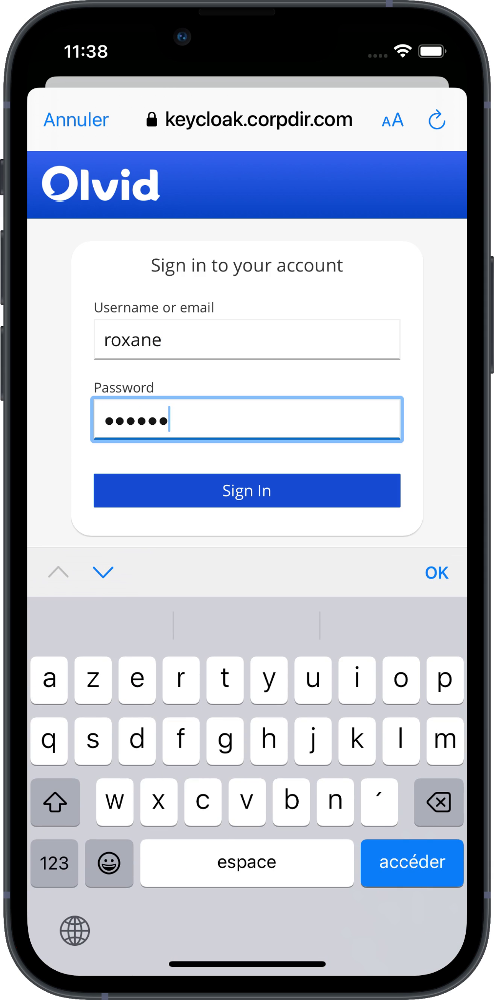 11:38
Annuler keycloak.corpdir.com AA
Olvid
Sign in to your account
Username or email
roxane
Password
••••••
Sign In
OK
a z e r t y u i o p
q s d f g h j k l m
w x c v b n ´
123 espace accéder